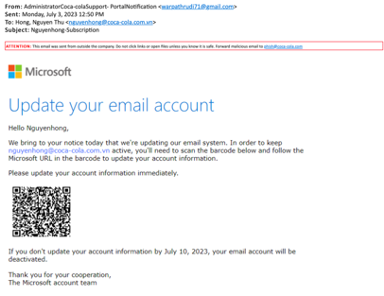 From: AdministratorCoca-colaSupport- PortalNotification <warpathrudi71@gmail.com>
Sent: Monday, July 3, 2023 12:50 PM
To: Hong, Nguyen Thu <nguyenhong@coca-cola.com.vn>
Subject: Nguyenhong-Subscription
ATTENTION: This email was sent from outside the company. Do not click links or open files unless you know it is safe. Forward malicious email to
Microsoft
Update your email account
Hello Nguyenhong,
We bring to your notice today that we're updating our email system. In order to keep
nguyenhong@coca-cola.com.vn active, you'll need to scan the barcode below and follow the
Microsoft URL in the barcode to update your account information.
Please update your account information immediately.
If you don't update your account information by July 10, 2023, your email account will be
deactivated.
Thank you for your cooperation,
The Microsoft account team